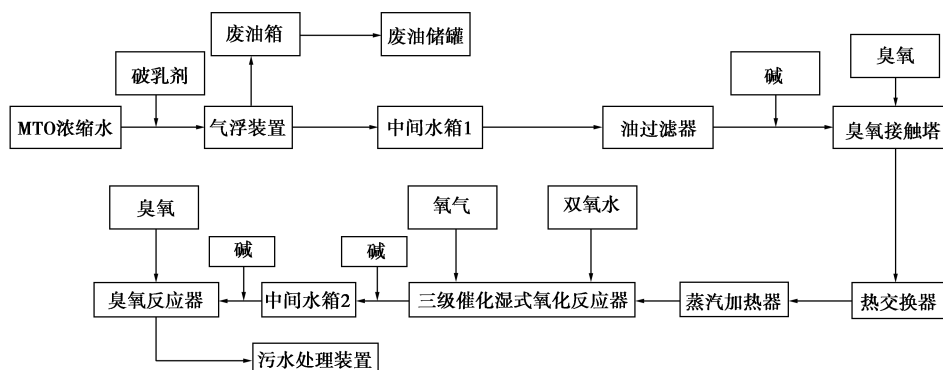 废油箱
废油储罐
破乳剂
碱
臭氧
MTO浓缩水
气浮装置
中间水箱1
油过滤器
臭氧接触塔
臭氧
氧气
双氧水
碱
碱
臭氧反应器
中间水箱2
三级催化湿式氧化反应器
蒸汽加热器
热交换器
污水处理装置